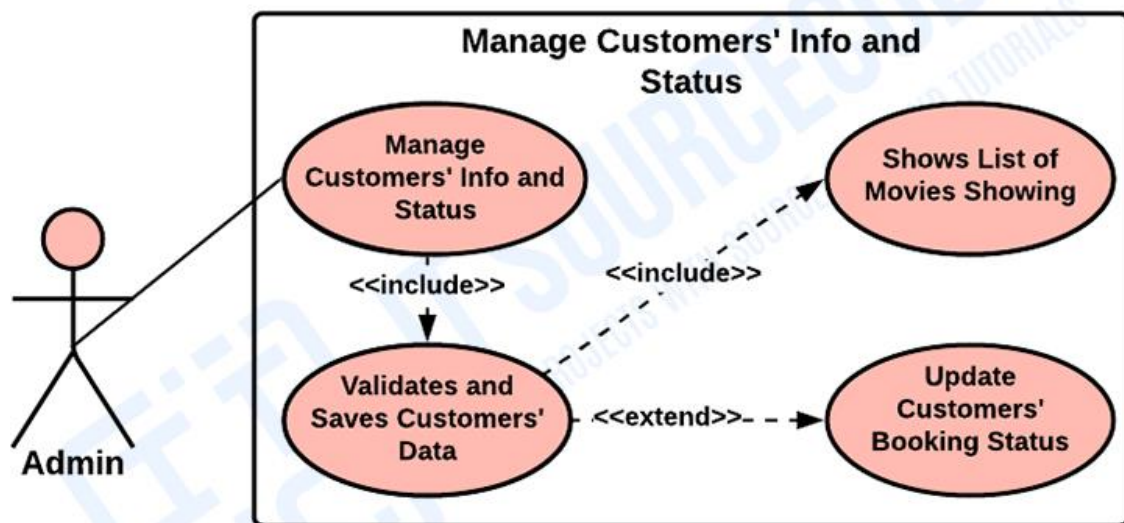 Manage Customers' Info and
Status
Manage
Customers' Info and
Status
Shows List of
Movies Showing
<<include>>
<<include>>
Validates and
Saves Customers'
Data
<<extend>>
Update
Customers'
Booking Status
Admin